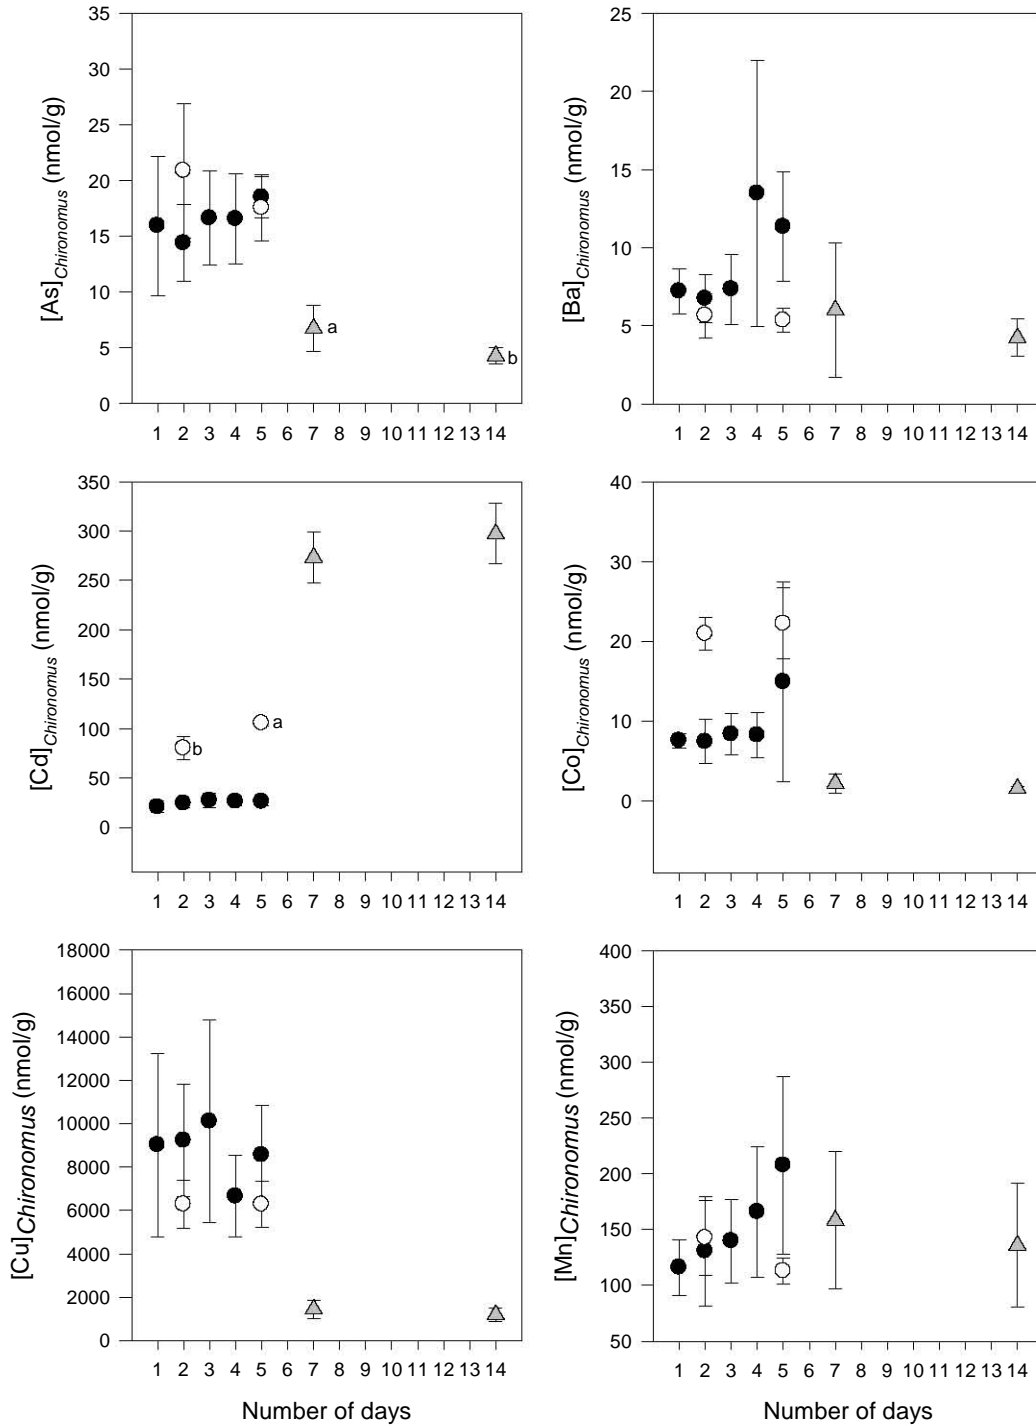 35
30
25
20
15
10
5
0
[As]Chironomus (nmol/g)
a
b
1 2 3 4 5 6 7 8 9 10 11 12 13 14
25
20
15
10
5
0
[Ba]Chironomus (nmol/g)
1 2 3 4 5 6 7 8 9 10 11 12 13 14
350
300
250
200
150
100
50
0
[Cd]Chironomus (nmol/g)
b
a
1 2 3 4 5 6 7 8 9 10 11 12 13 14
40
30
20
10
0
[Co]Chironomus (nmol/g)
1 2 3 4 5 6 7 8 9 10 11 12 13 14
18000
16000
14000
12000
10000
8000
6000
4000
2000
0
[Cu]Chironomus (nmol/g)
1 2 3 4 5 6 7 8 9 10 11 12 13 14
Number of days
400
350
300
250
200
150
100
50
[Mn]Chironomus (nmol/g)
1 2 3 4 5 6 7 8 9 10 11 12 13 14
Number of days